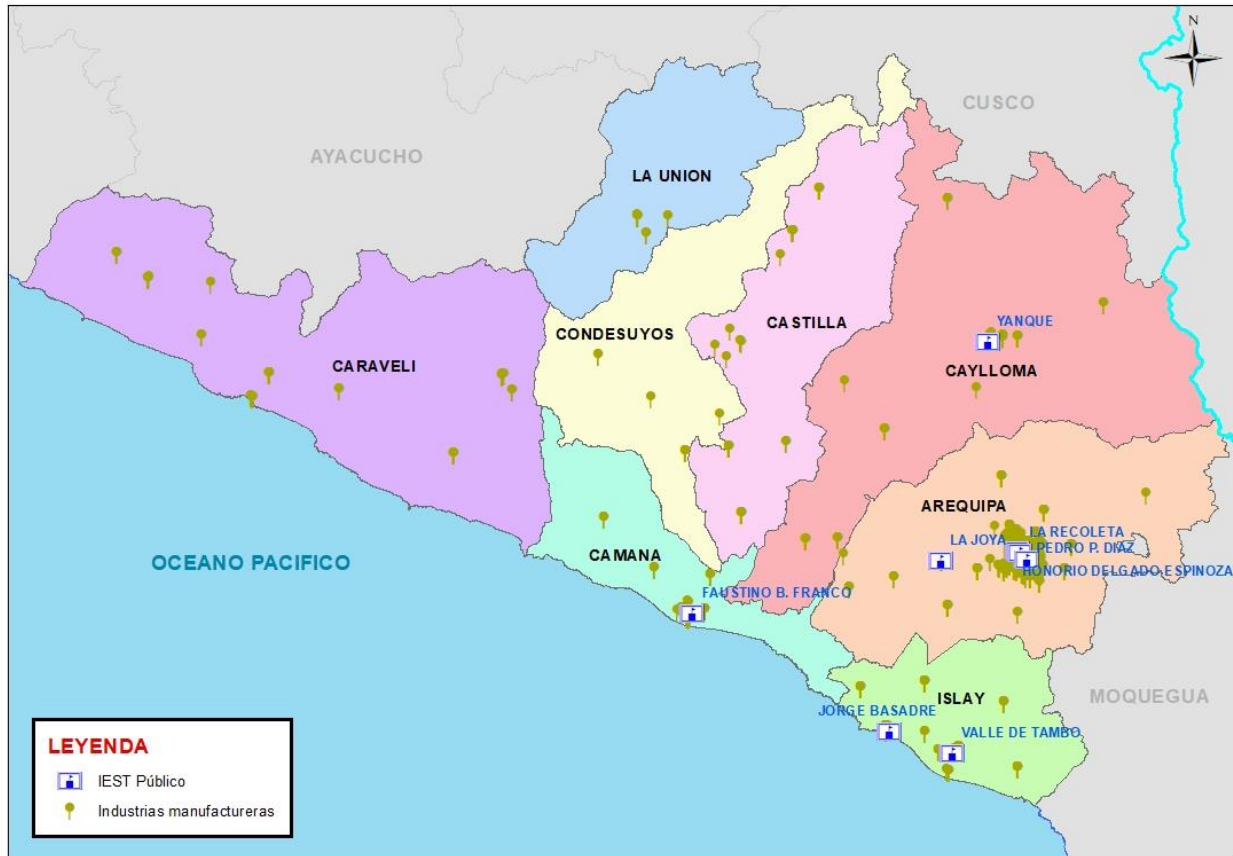 N
CUSCO
AYACUCHO
LA UNION
CASTILLA
YANQUE
CONDESUYOS
CARAVELI
CAYLLOMA
AREQUIPA
LA RECOLETA
LA JOYA
PEDRO P. DIAZ
CAMANA
OCEANO PACIFICO
HONORIO DELGADO ESPINOZA
FAUSTINO B. FRANCO
ISLAY
MOQUEGUA
JORGE BASADRE
VALLE DE TAMBO
LEYENDA
IEST Público
Industrias manufactureras